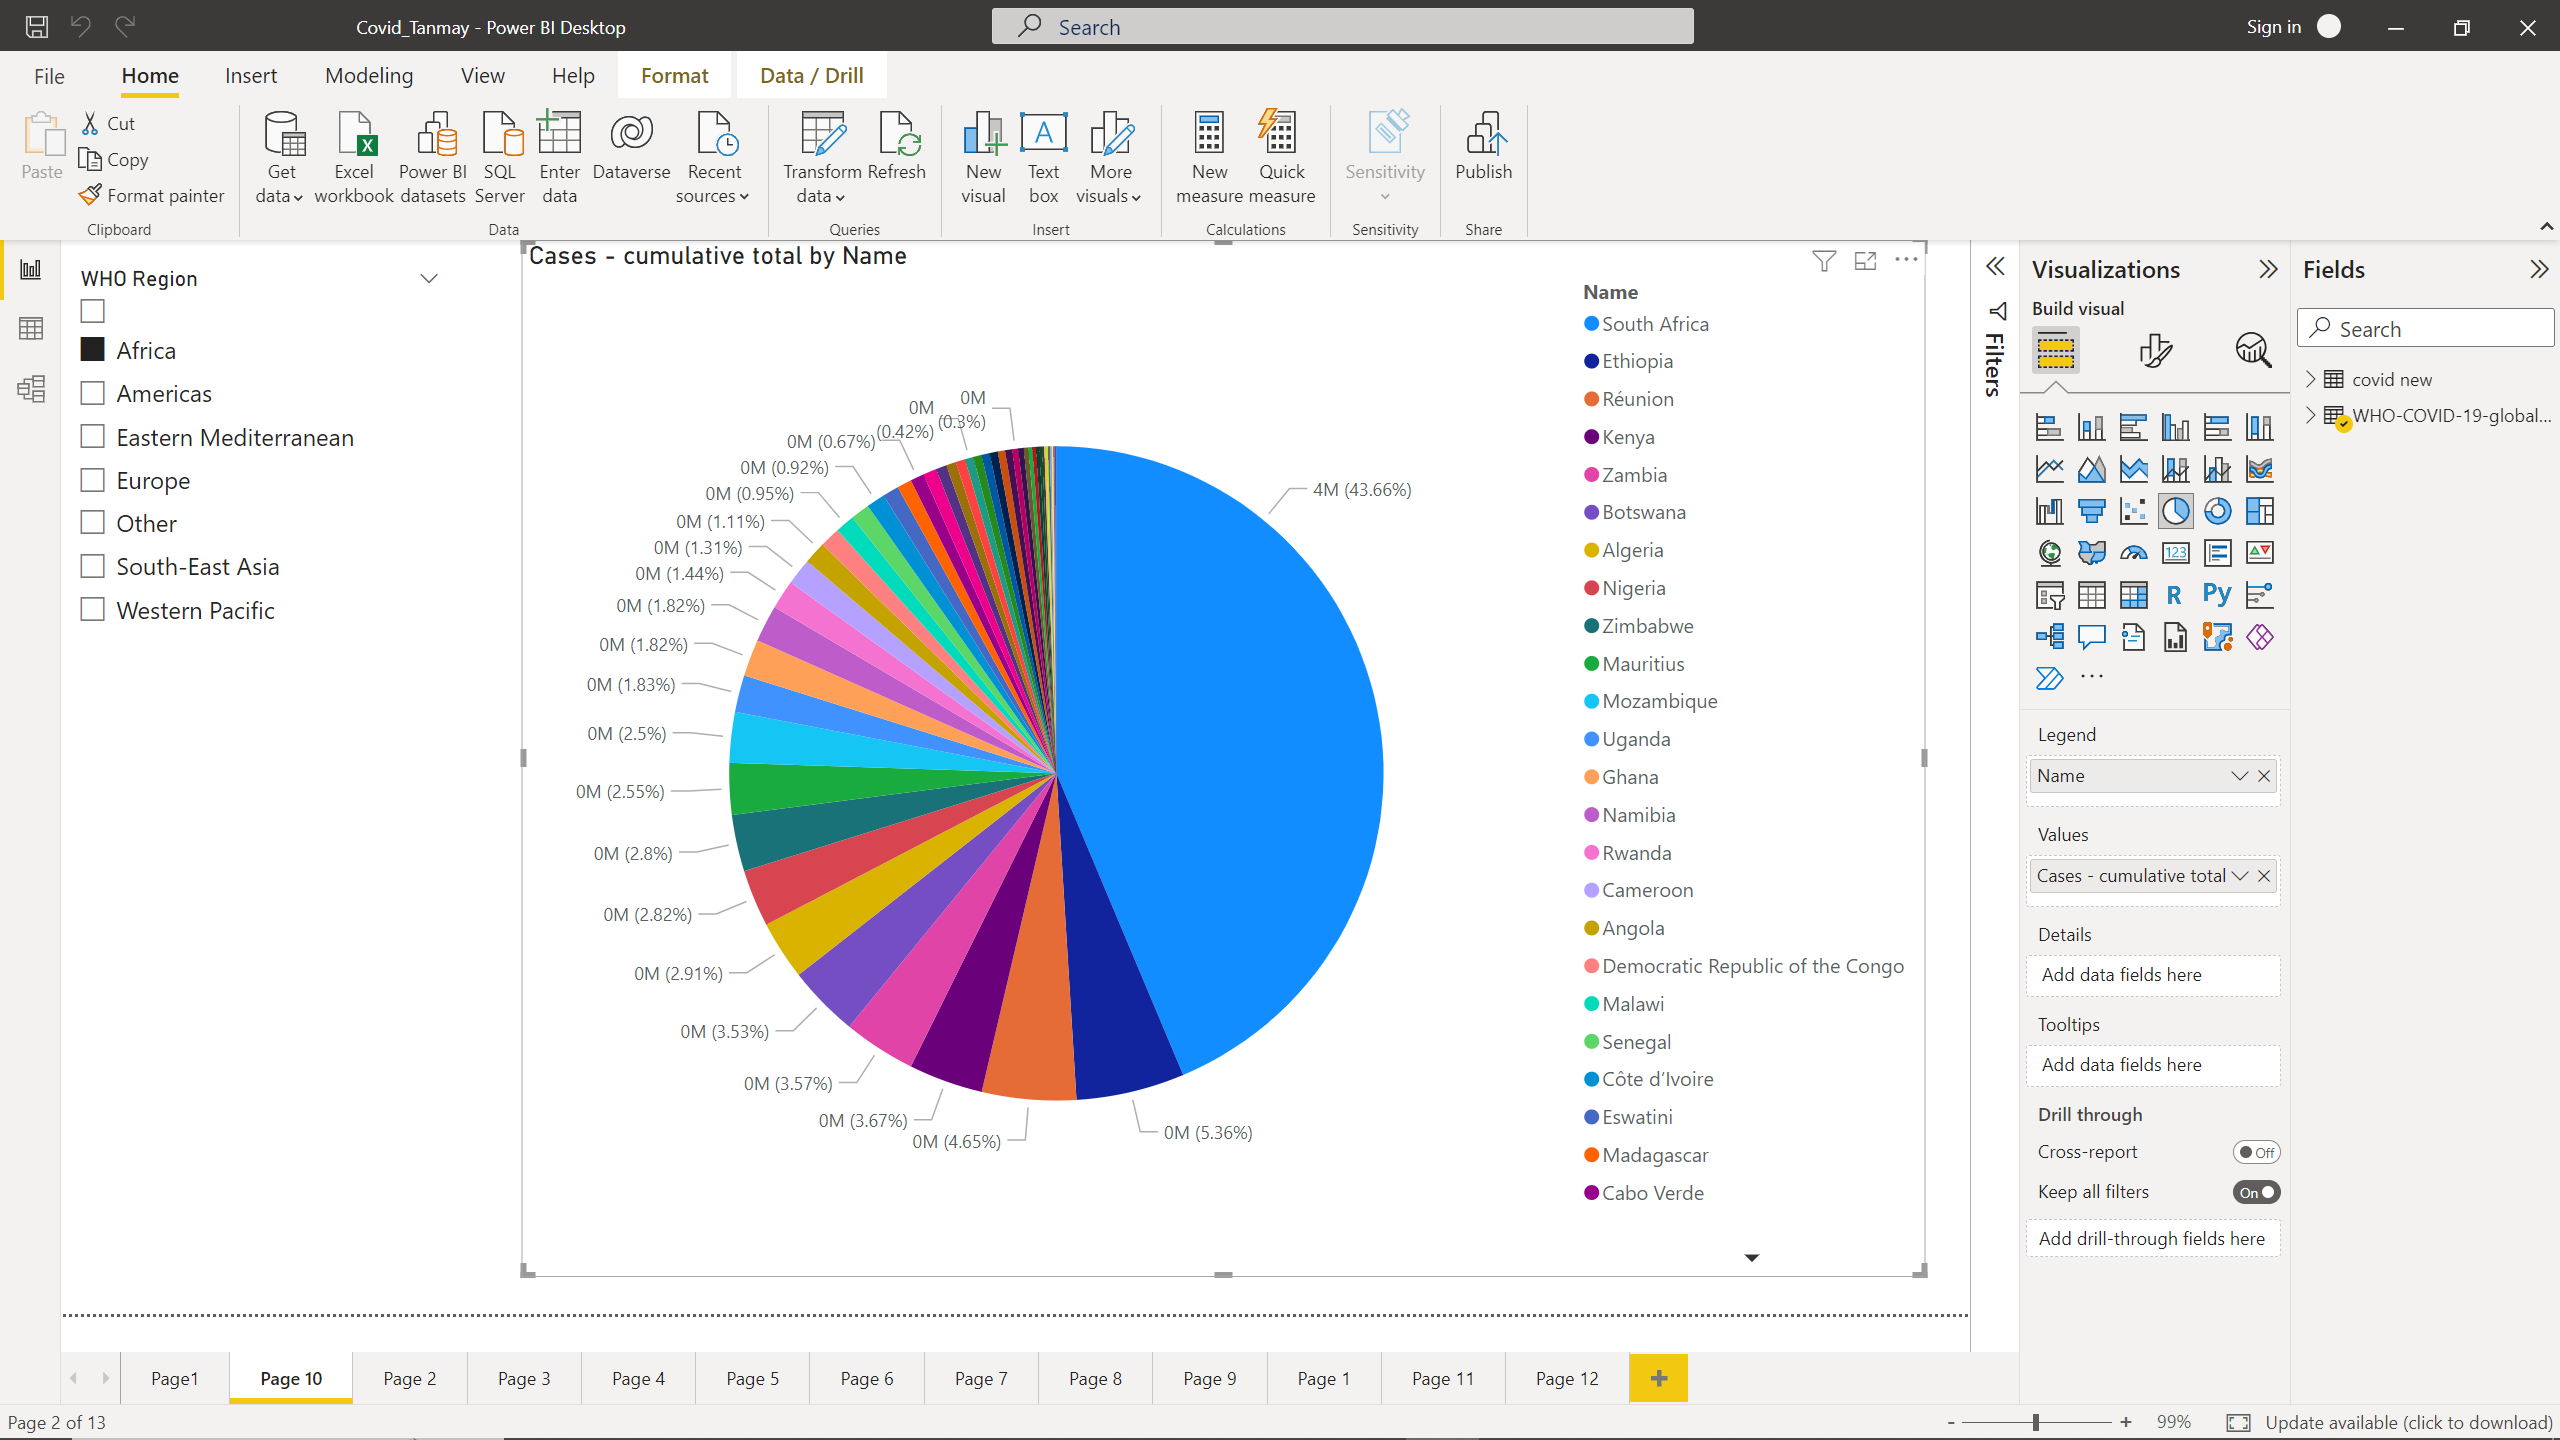 Covid_Tanmay - Power BI Desktop
Search
Sign in
File
Home
Insert
Modeling
View
Help
Format
Data / Drill
Paste
Cut
Copy
Format painter
Clipboard
Get data
Excel workbook
Power BI datasets
SQL Server
Enter data
Dataverse
Recent sources
Data
Transform data
Refresh
Queries
New visual
Text box
More visuals
Insert
New measure
Quick measure
Calculations
Sensitivity
Sensitivity
Publish
Share
WHO Region
Africa
Americas
Eastern Mediterranean
Europe
Other
South-East Asia
Western Pacific
Cases - cumulative total by Name
0M (0.3%)
0M (0.42%)
0M (0.67%)
0M (0.92%)
0M (0.95%)
0M (1.11%)
0M (1.31%)
0M (1.44%)
0M (1.82%)
0M (1.82%)
0M (1.83%)
0M (2.5%)
0M (2.55%)
0M (2.8%)
0M (2.82%)
0M (2.91%)
0M (3.53%)
0M (3.57%)
0M (3.67%)
0M (4.65%)
0M (5.36%)
4M (43.66%)
Name
South Africa
Ethiopia
Réunion
Kenya
Zambia
Botswana
Algeria
Nigeria
Zimbabwe
Mauritius
Mozambique
Uganda
Ghana
Namibia
Rwanda
Cameroon
Angola
Democratic Republic of the Congo
Malawi
Senegal
Côte d’Ivoire
Eswatini
Madagascar
Cabo Verde
Filters
Visualizations
Build visual
123
R
Py
Legend
Name
Values
Cases - cumulative total
Details
Add data fields here
Tooltips
Add data fields here
Drill through
Cross-report
Off
Keep all filters
On
Add drill-through fields here
Fields
Search
covid new
WHO-COVID-19-global...
Page1
Page 10
Page 2
Page 3
Page 4
Page 5
Page 6
Page 7
Page 8
Page 9
Page 1
Page 11
Page 12
Page 2 of 13
- + 99%
Update available (click to download)